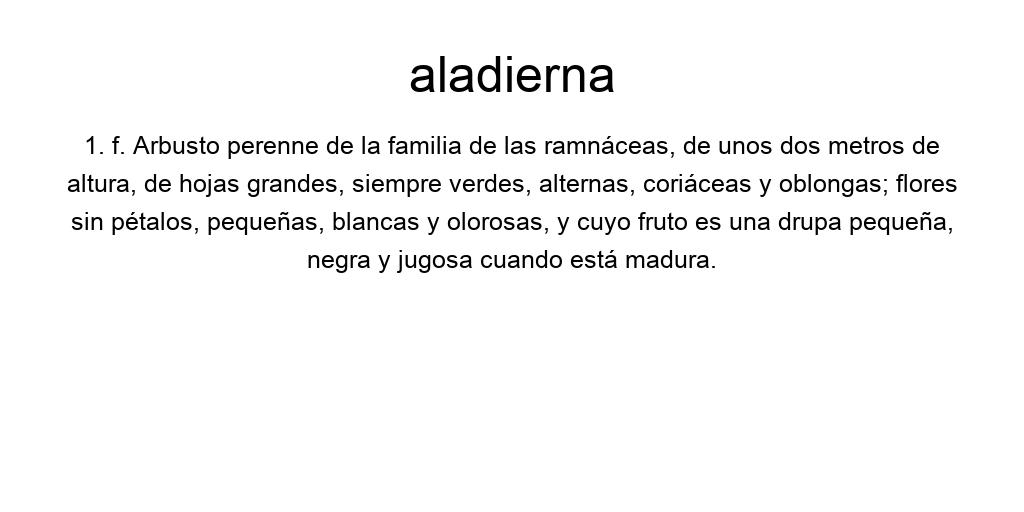 aladierna
1. f. Arbusto perenne de la familia de las ramnáceas, de unos dos metros de
altura, de hojas grandes, siempre verdes, alternas, coriáceas y oblongas; flores
sin pétalos, pequeñas, blancas y olorosas, y cuyo fruto es una drupa pequeña,
negra y jugosa cuando está madura.